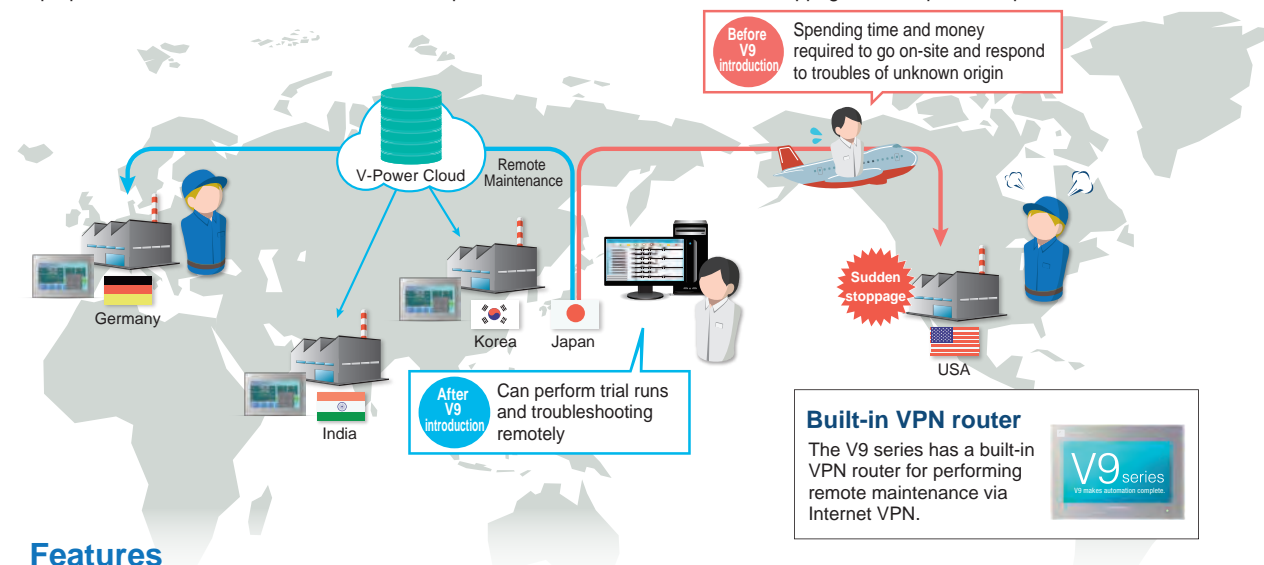 Before
V9
introduction
Spending time and money
required to go on-site and respond
to troubles of unknown origin
V-Power Cloud
Remote
Maintenance
Germany
Sudden
stoppage
Korea
Japan
USA
India
After
V9
introduction
Can perform trial runs
and troubleshooting
remotely
Built-in VPN router
The V9 series has a built-in
VPN router for performing
remote maintenance via
Internet VPN.
V9 series
V9 makes automation complete.
Features